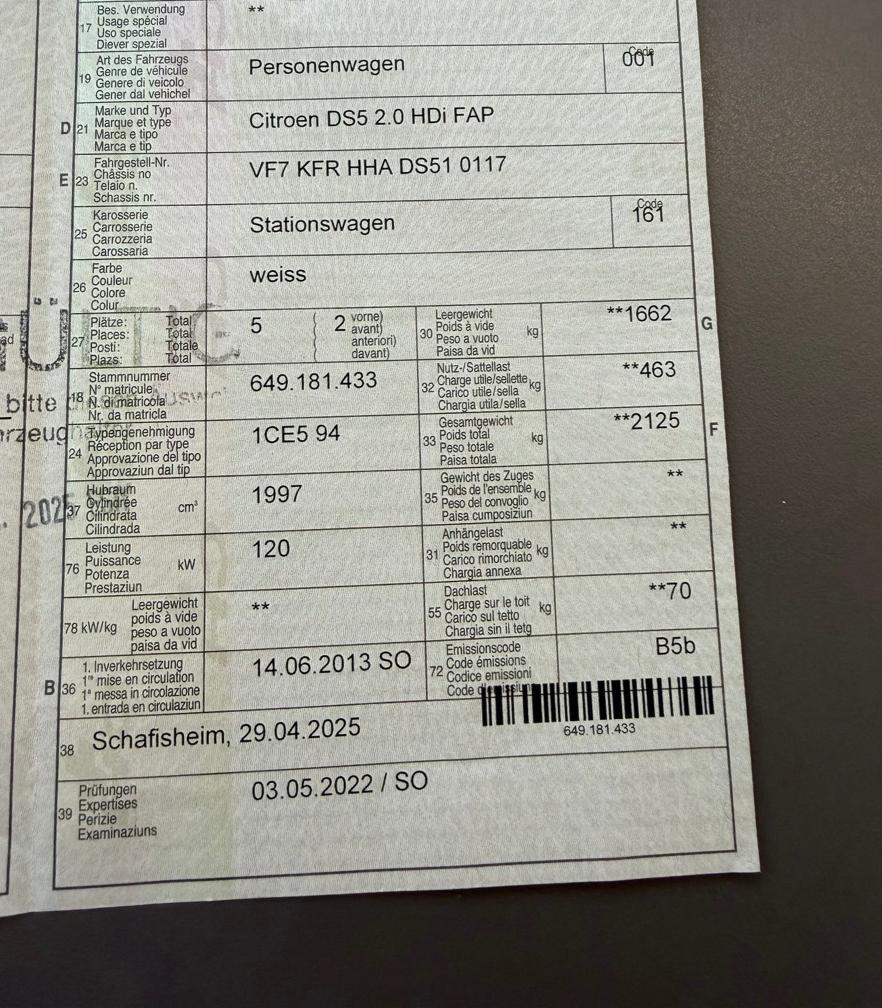 17
Bes. Verwendung
Usage spécial
Uso speciale
Diever spezial
**
19
Art des Fahrzeugs
Genre de véhicule
Genere di veicolo
Gener dal vehichel
Personenwagen
Code
001
D 21
Marke und Typ
Marque et type
Marca e tipo
Marca e tip
Citroen DS5 2.0 HDi FAP
E 23
Fahrgestell-Nr.
Châssis no
Telaio n.
Schassis nr.
VF7 KFR HHA DS51 0117
25
Karosserie
Carrosserie
Carrozzeria
Carossaria
Stationswagen
Code
161
26
Farbe
Couleur
Colore
Colur
weiss
27
Plätze: Total
Places: Total
Posti: Totale
Plazs: Total
5
2
vorne)
avant)
anteriori)
davant)
30
Leergewicht
Poids à vide
Peso a vuoto
Paisa da vid
kg
**1662
G
18
Stammnummer
N° matricule
N. di matricola
Nr. da matricla
649.181.433
32
Nutz-/Sattellast
Charge utile/sellette
Carico utile/sella
Chargia utila/sella
kg
**463
bitte
24
Typengenehmigung
Réception par type
Approvazione del tipo
Approvaziun dal tip
1CE5 94
33
Gesamtgewicht
Poids total
Peso totale
Paisa totala
kg
**2125
F
37
Hubraum
Cylindrée
Cilindrata
Cilindrada
cm³
1997
35
Gewicht des Zuges
Poids de l'ensemble
Peso del convoglio
Paisa cumposiziun
kg
**
2025
76
Leistung
Puissance
Potenza
Prestaziun
kW
120
31
Anhängelast
Poids remorquable
Carico rimorchiato
Chargia annexa
kg
**
78 kW/kg
Leergewicht
poids à vide
peso a vuoto
paisa da vid
**
55
Dachlast
Charge sur le toit
Carico sul tetto
Chargia sin il tetg
kg
**70
B 36
1. Inverkehrsetzung
1re mise en circulation
1a messa in circolazione
1. entrada en circulaziun
14.06.2013 SO
72
Emissionscode
Code émissions
Codice emissioni
Code d'emissiun
B5b
649.181.433
38
Schafisheim, 29.04.2025
39
Prüfungen
Expertises
Perizie
Examinaziuns
03.05.2022 / SO